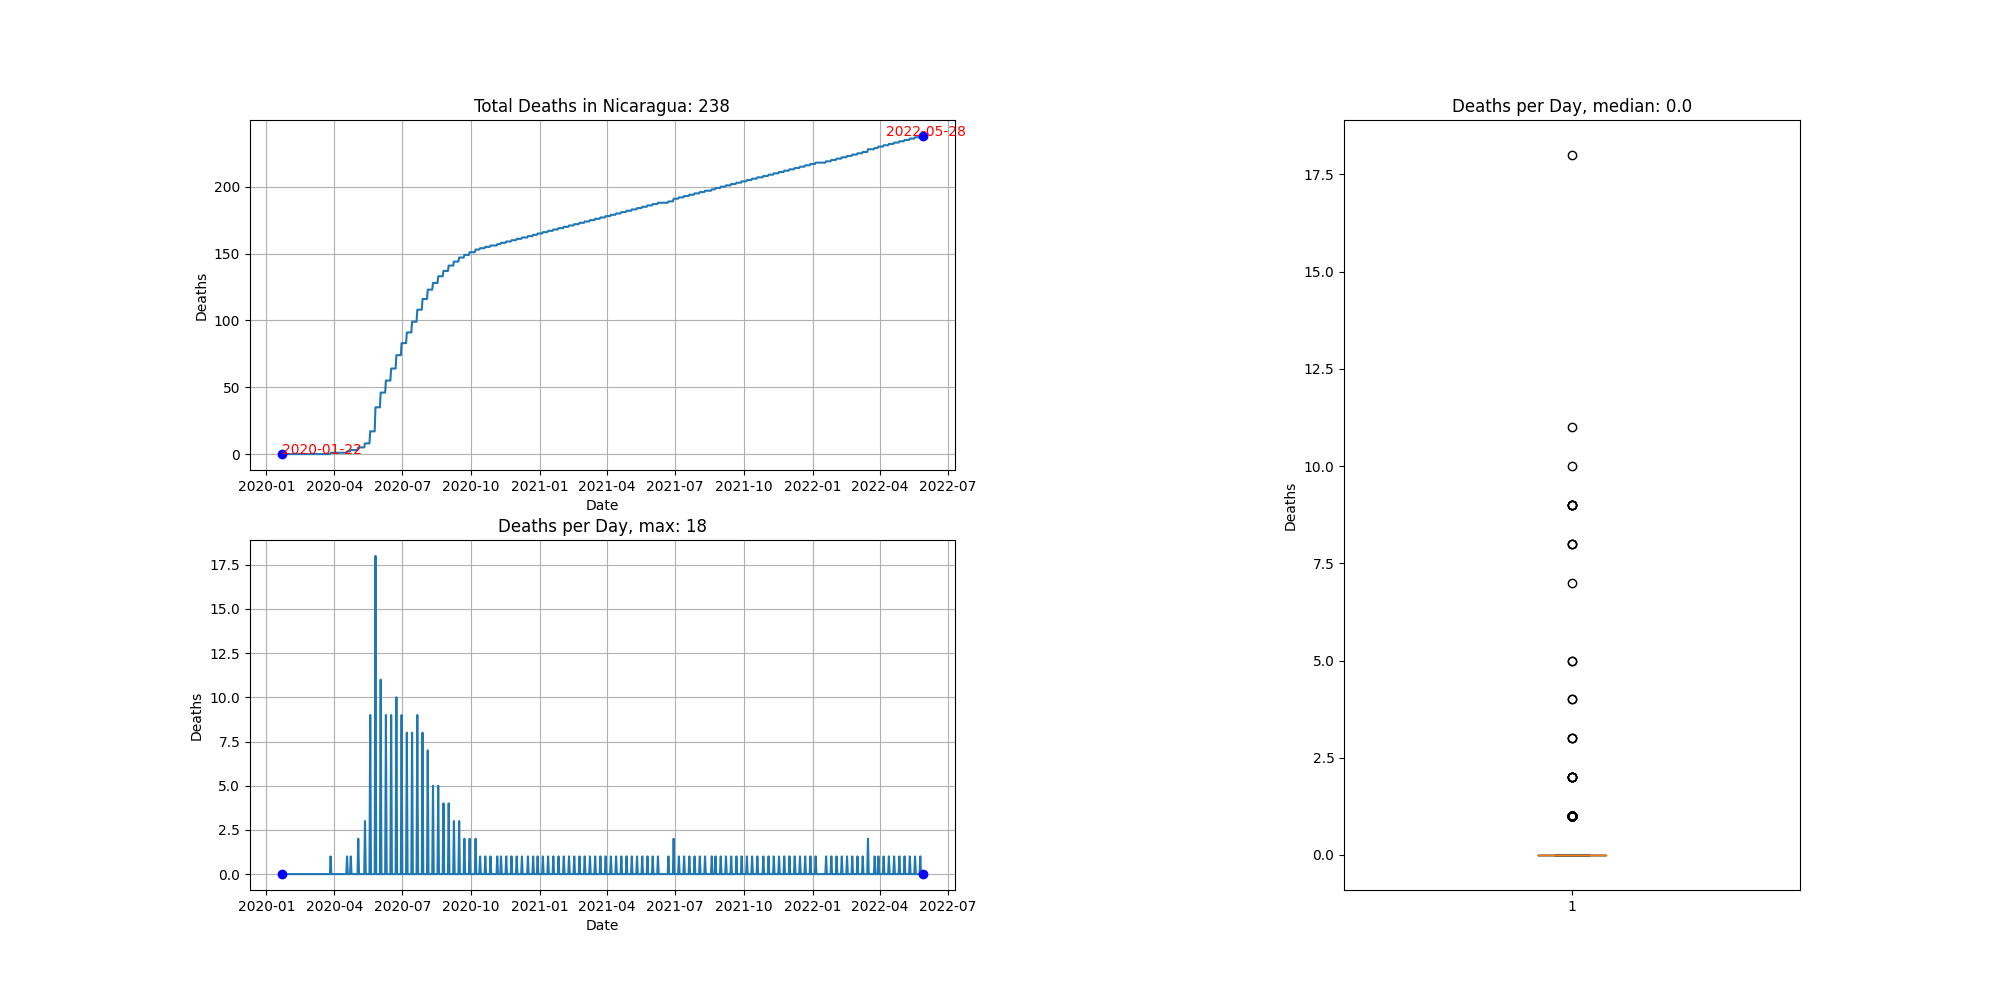 Total Deaths in Nicaragua: 238
Deaths
200
150
100
50
0
2020-01-22
2022-05-28
2020-01 2020-04 2020-07 2020-10 2021-01 2021-04 2021-07 2021-10 2022-01 2022-04 2022-07
Date
Deaths per Day, max: 18
Deaths
17.5
15.0
12.5
10.0
7.5
5.0
2.5
0.0
2020-01 2020-04 2020-07 2020-10 2021-01 2021-04 2021-07 2021-10 2022-01 2022-04 2022-07
Date
Deaths per Day, median: 0.0
Deaths
17.5
15.0
12.5
10.0
7.5
5.0
2.5
0.0
1